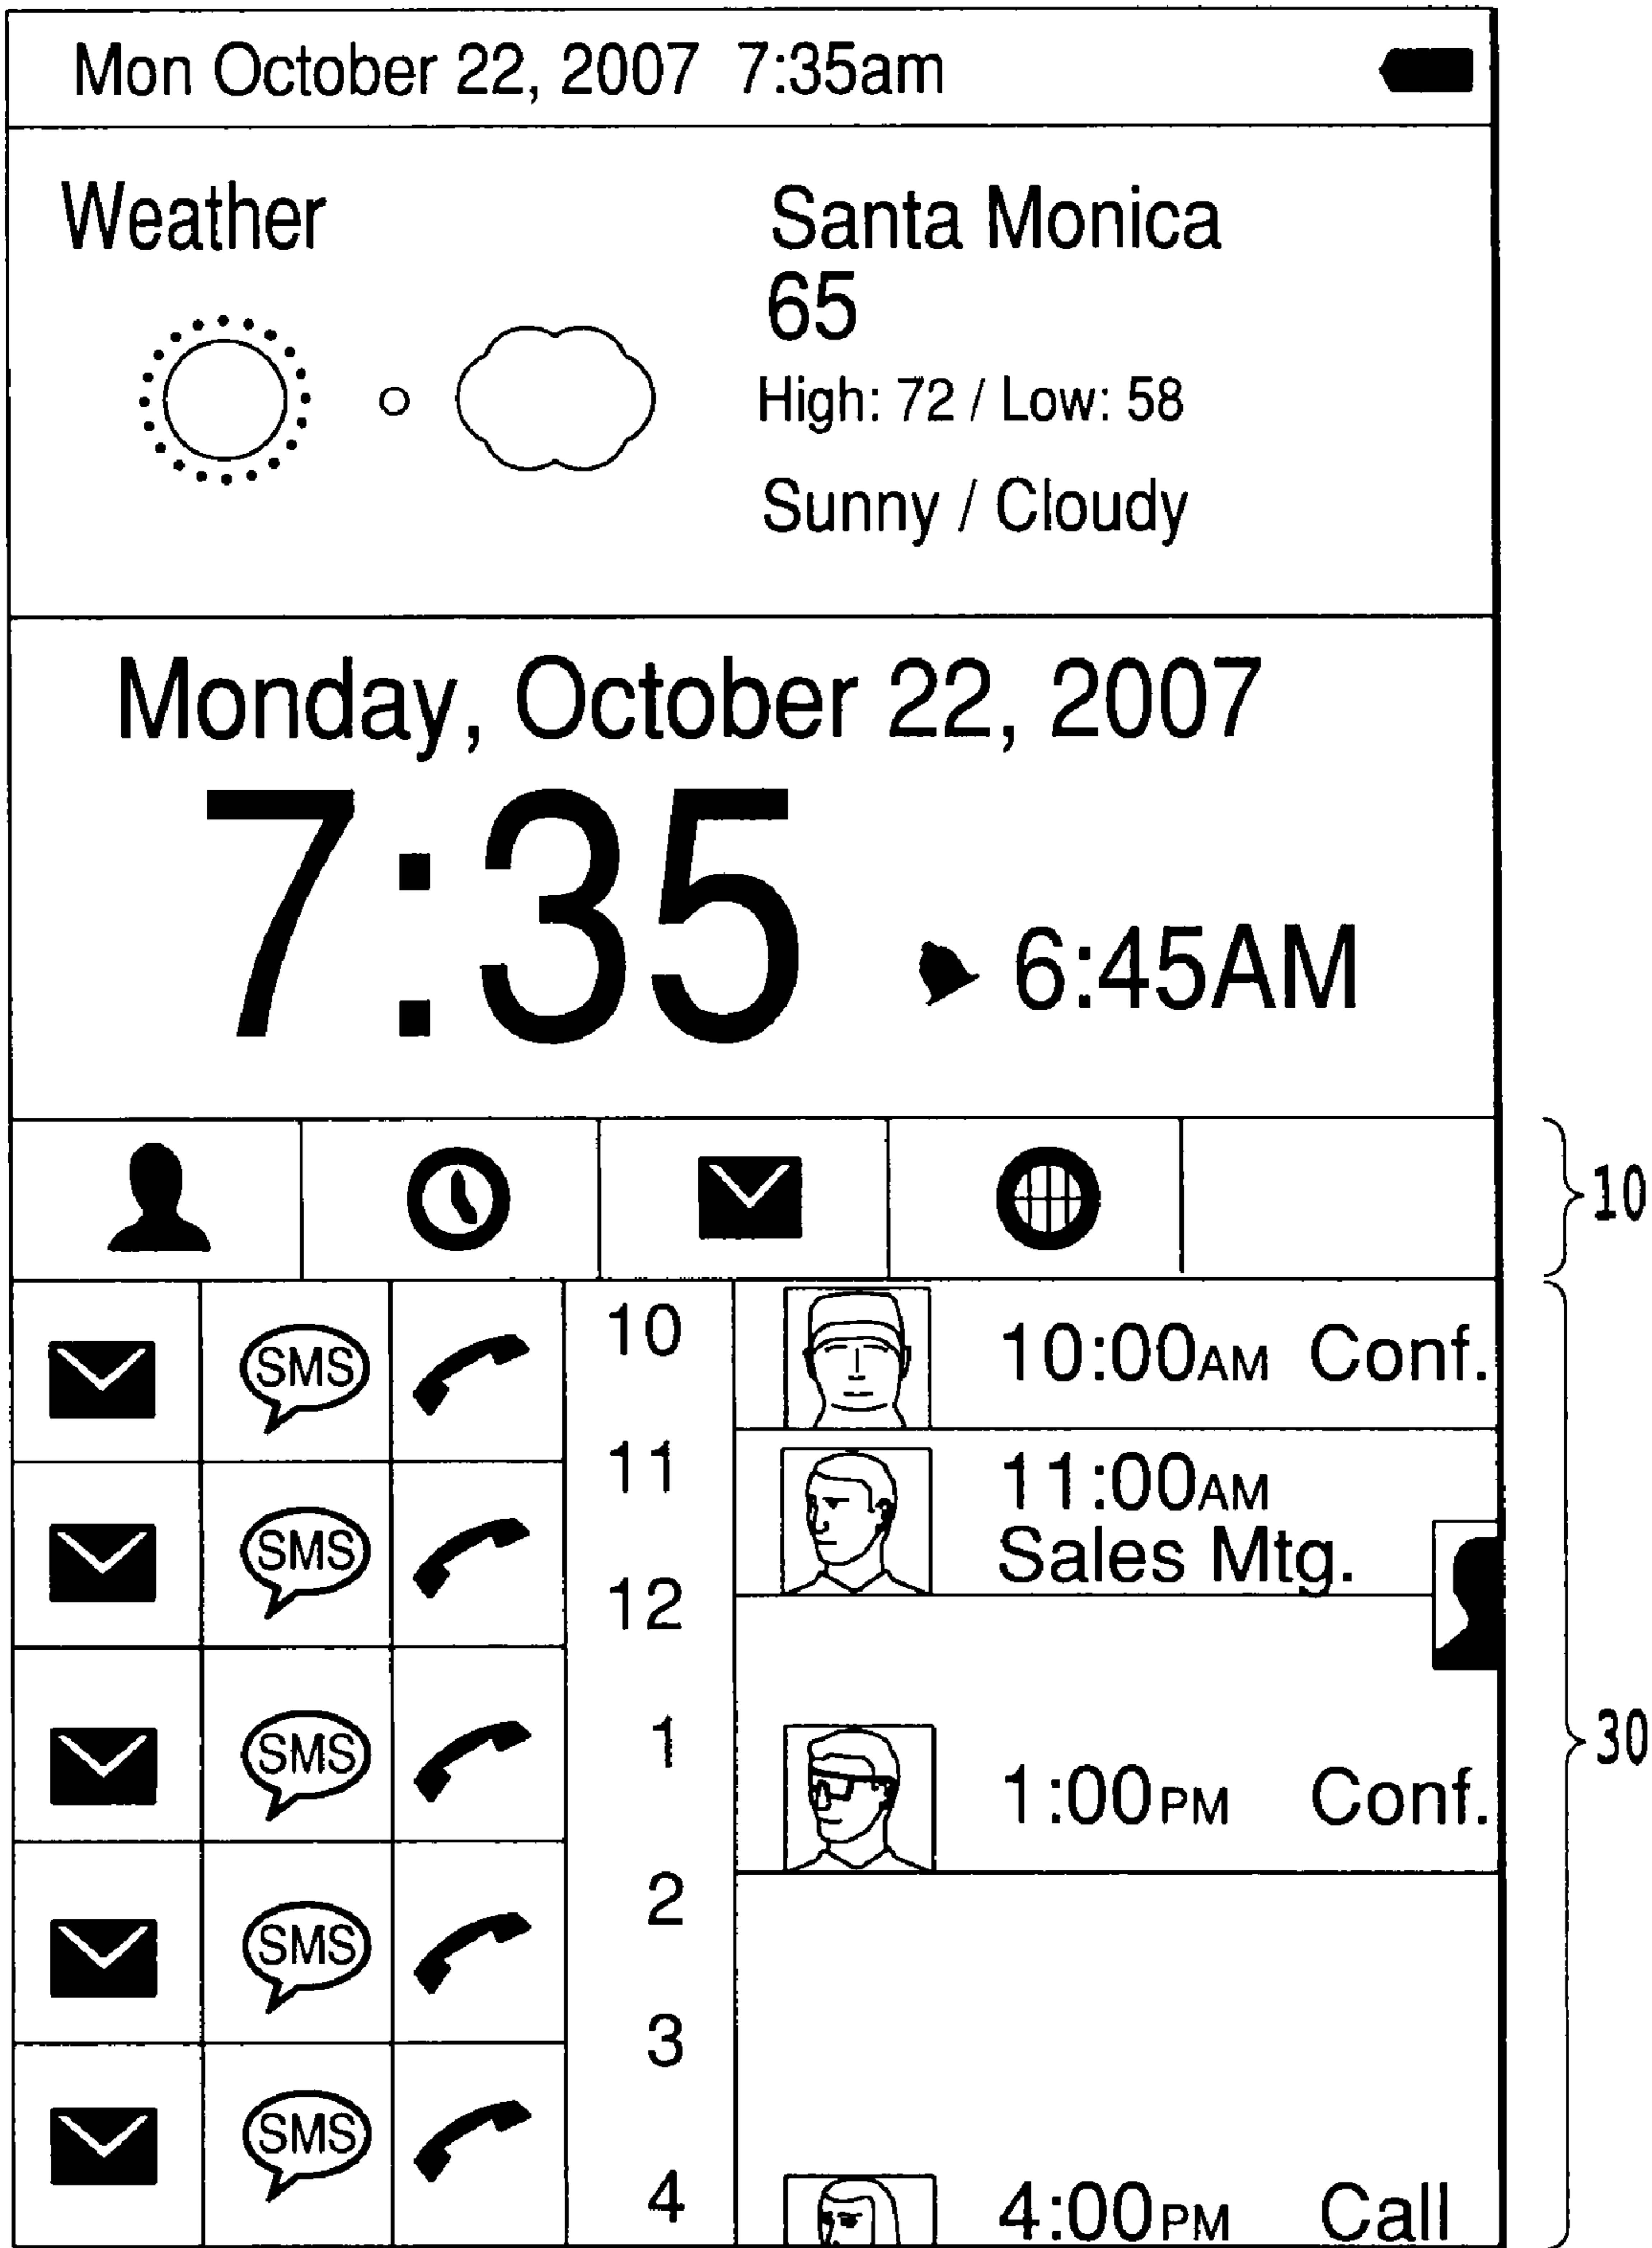 Mon October 22, 2007 7:35am
Weather
Santa Monica
65
High: 72 / Low: 58
Sunny / Cloudy
Monday, October 22, 2007
7:35
6:45AM
10
SMS
10
10:00AM Conf.
11
11:00AM
Sales Mtg.
SMS
12
30
SMS
1
1:00PM Conf.
2
SMS
3
SMS
4
4:00PM Call